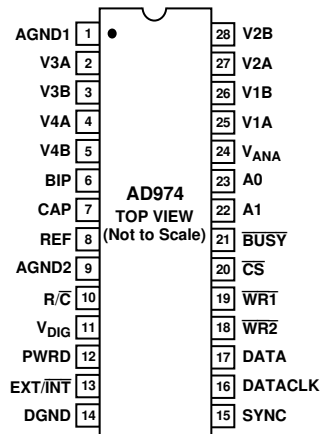 AGND1 1 28 V2B
V3A 2 27 V2A
V3B 3 26 V1B
V4A 4 25 V1A
V4B 5 24 VANA
BIP 6 23 A0
CAP 7 22 A1
REF 8 21 B̅U̅S̅Y̅
AGND2 9 20 C̅S̅
R/C̅ 10 19 W̅R̅1̅
VDIG 11 18 W̅R̅2̅
PWRD 12 17 DATA
EXT/I̅N̅T̅ 13 16 DATACLK
DGND 14 15 SYNC
AD974
TOP VIEW
(Not to Scale)